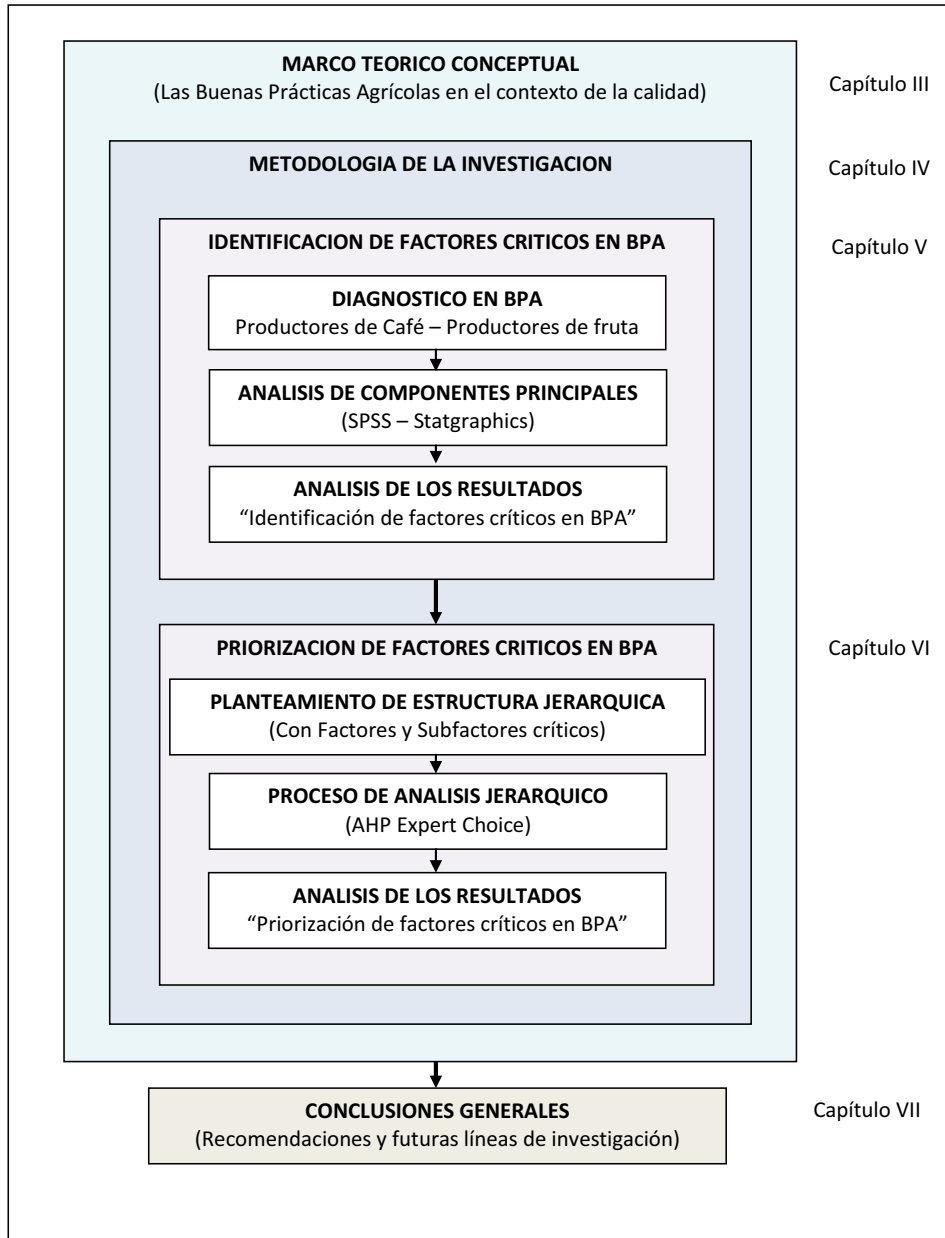 MARCO TEORICO CONCEPTUAL
(Las Buenas Prácticas Agrícolas en el contexto de la calidad)
Capítulo III
METODOLOGIA DE LA INVESTIGACION
Capítulo IV
IDENTIFICACION DE FACTORES CRITICOS EN BPA
Capítulo V
DIAGNOSTICO EN BPA
Productores de Café – Productores de fruta
ANALISIS DE COMPONENTES PRINCIPALES
(SPSS – Statgraphics)
ANALISIS DE LOS RESULTADOS
“Identificación de factores críticos en BPA”
PRIORIZACION DE FACTORES CRITICOS EN BPA
Capítulo VI
PLANTEAMIENTO DE ESTRUCTURA JERARQUICA
(Con Factores y Subfactores críticos)
PROCESO DE ANALISIS JERARQUICO
(AHP Expert Choice)
ANALISIS DE LOS RESULTADOS
“Priorización de factores críticos en BPA”
CONCLUSIONES GENERALES
(Recomendaciones y futuras líneas de investigación)
Capítulo VII